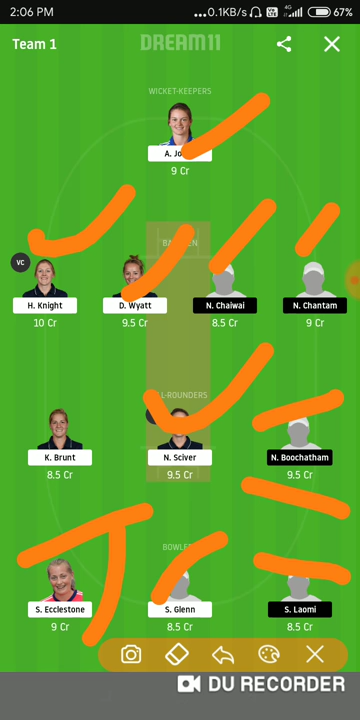 2:06 PM ...0.1KB/s 4G 67%
Team 1 DREAM11
WICKET-KEEPERS
9 Cr
VC
H. Knight D. Wyatt N. Chaiwai N. Chantam
10 Cr 9.5 Cr 8.5 Cr 9 Cr
K. Brunt N. Sciver N. Boochatham
8.5 Cr 9.5 Cr 9.5 Cr
S. Ecclestone S. Glenn S. Laomi
9 Cr 8.5 Cr 8.5 Cr
DU RECORDER